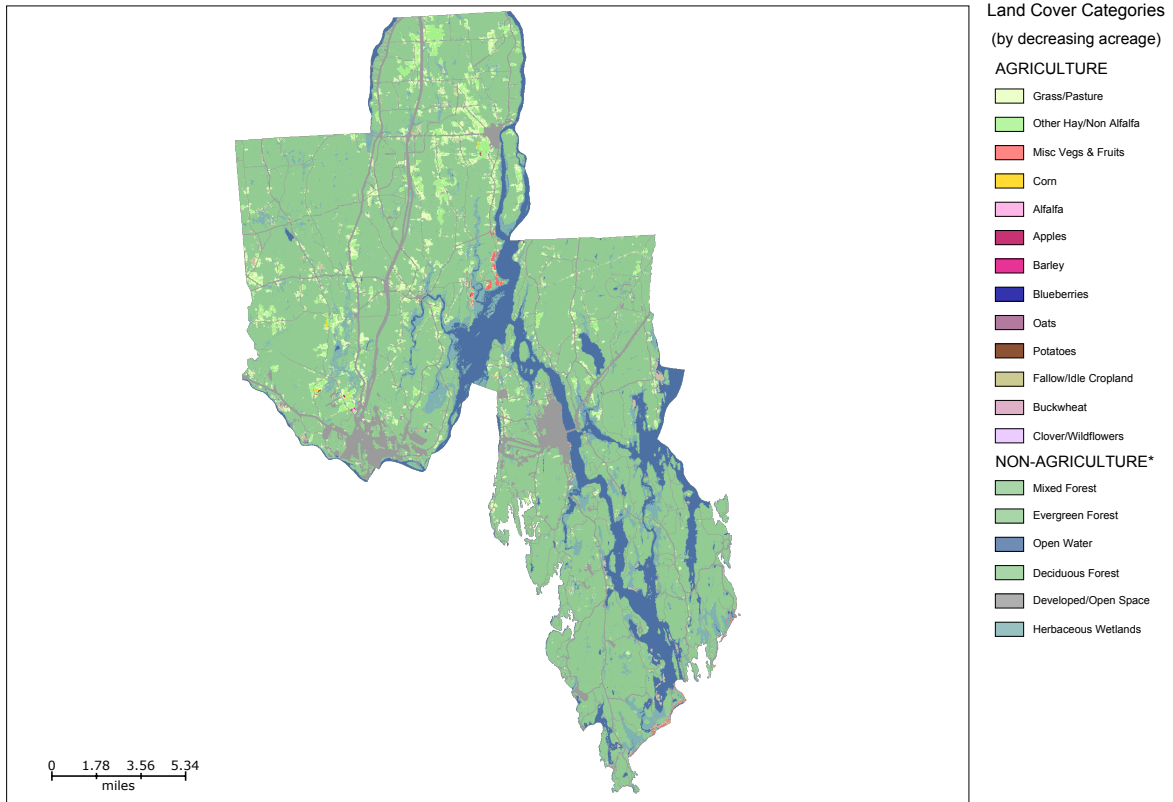 Land Cover Categories
(by decreasing acreage)
AGRICULTURE
Grass/Pasture
Other Hay/Non Alfalfa
Misc Vegs & Fruits
Corn
Alfalfa
Apples
Barley
Blueberries
Oats
Potatoes
Fallow/Idle Cropland
Buckwheat
Clover/Wildflowers
NON-AGRICULTURE*
Mixed Forest
Evergreen Forest
Open Water
Deciduous Forest
Developed/Open Space
Herbaceous Wetlands
0 1.78 3.56 5.34
miles